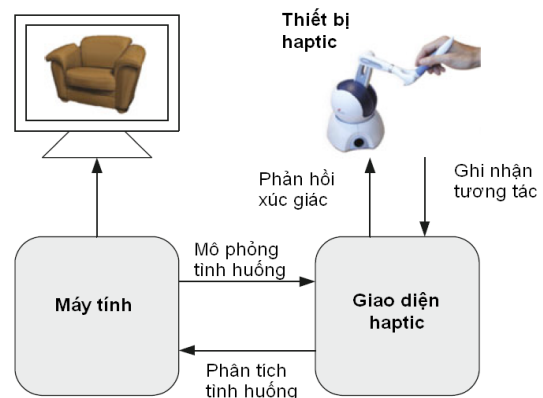 Thiết bị
haptic
Phản hồi
xúc giác
Ghi nhận
tương tác
Mô phỏng
tình huống
Máy tính
Giao diện
haptic
Phân tích
tình huống